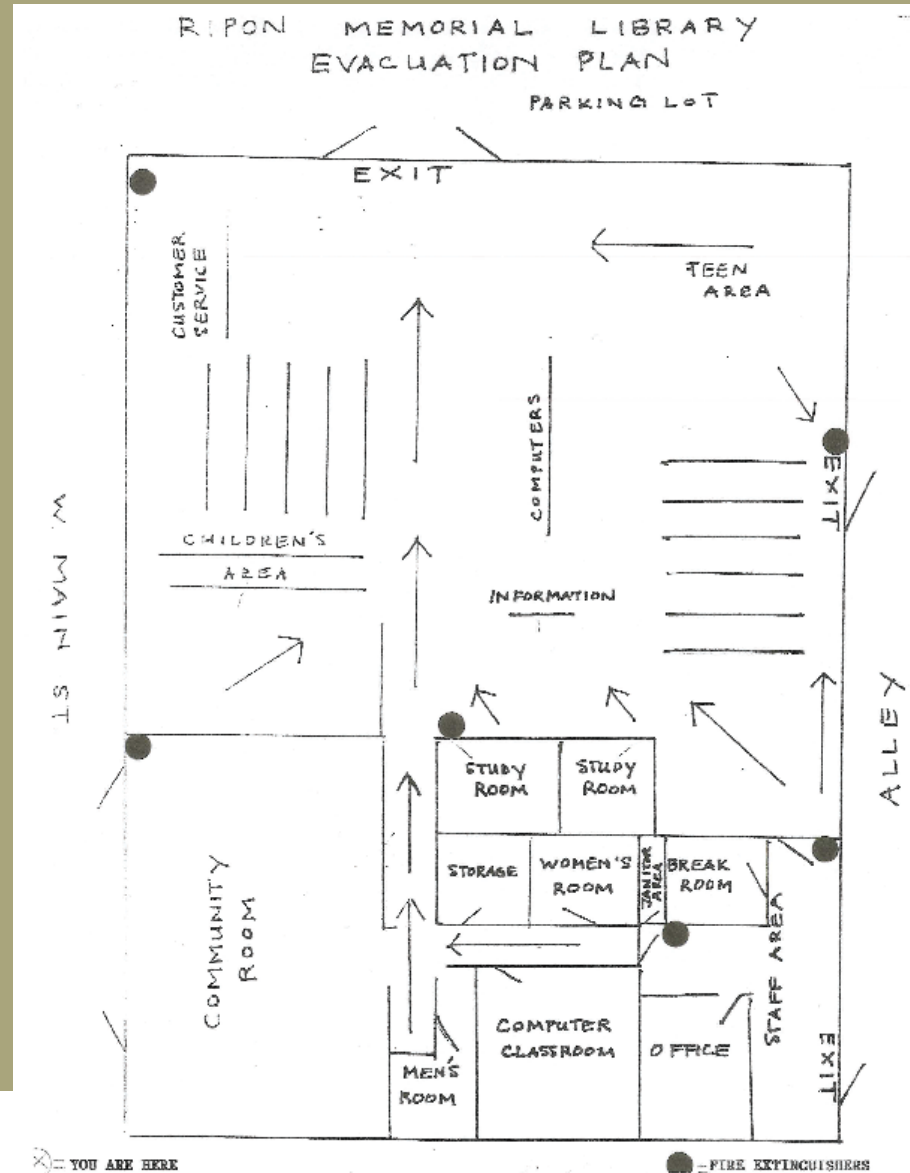 RIPON MEMORIAL LIBRARY
EVACUATION PLAN
PARKING LOT
EXIT
CUSTOMER
SERVICE
TEEN
AREA
COMPUTERS
EXIT
CHILDREN'S
AREA
INFORMATION
W. MAIN ST
ALLEY
STUDY
ROOM
STUDY
ROOM
STORAGE
WOMEN'S
ROOM
JANITOR
AREA
BREAK
ROOM
COMMUNITY
ROOM
STAFF AREA
COMPUTER
CLASSROOM
OFFICE
MEN'S
ROOM
EXIT
X = YOU ARE HERE
= FIRE EXTINGUISHERS